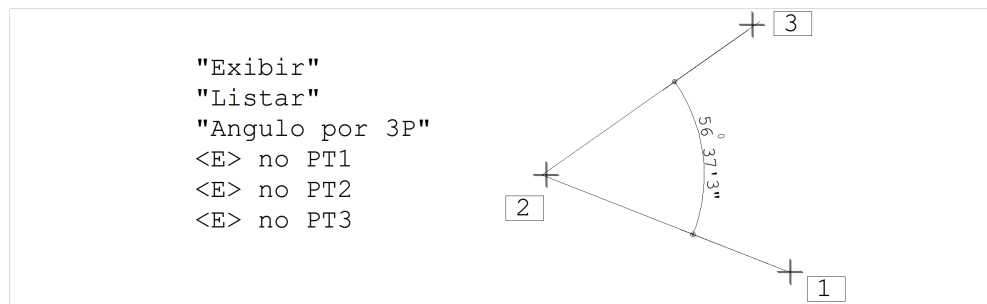 "Exibir"
"Listar"
"Angulo por 3P"
<E> no PT1
<E> no PT2
<E> no PT3
3
56° 37'3"
2
1